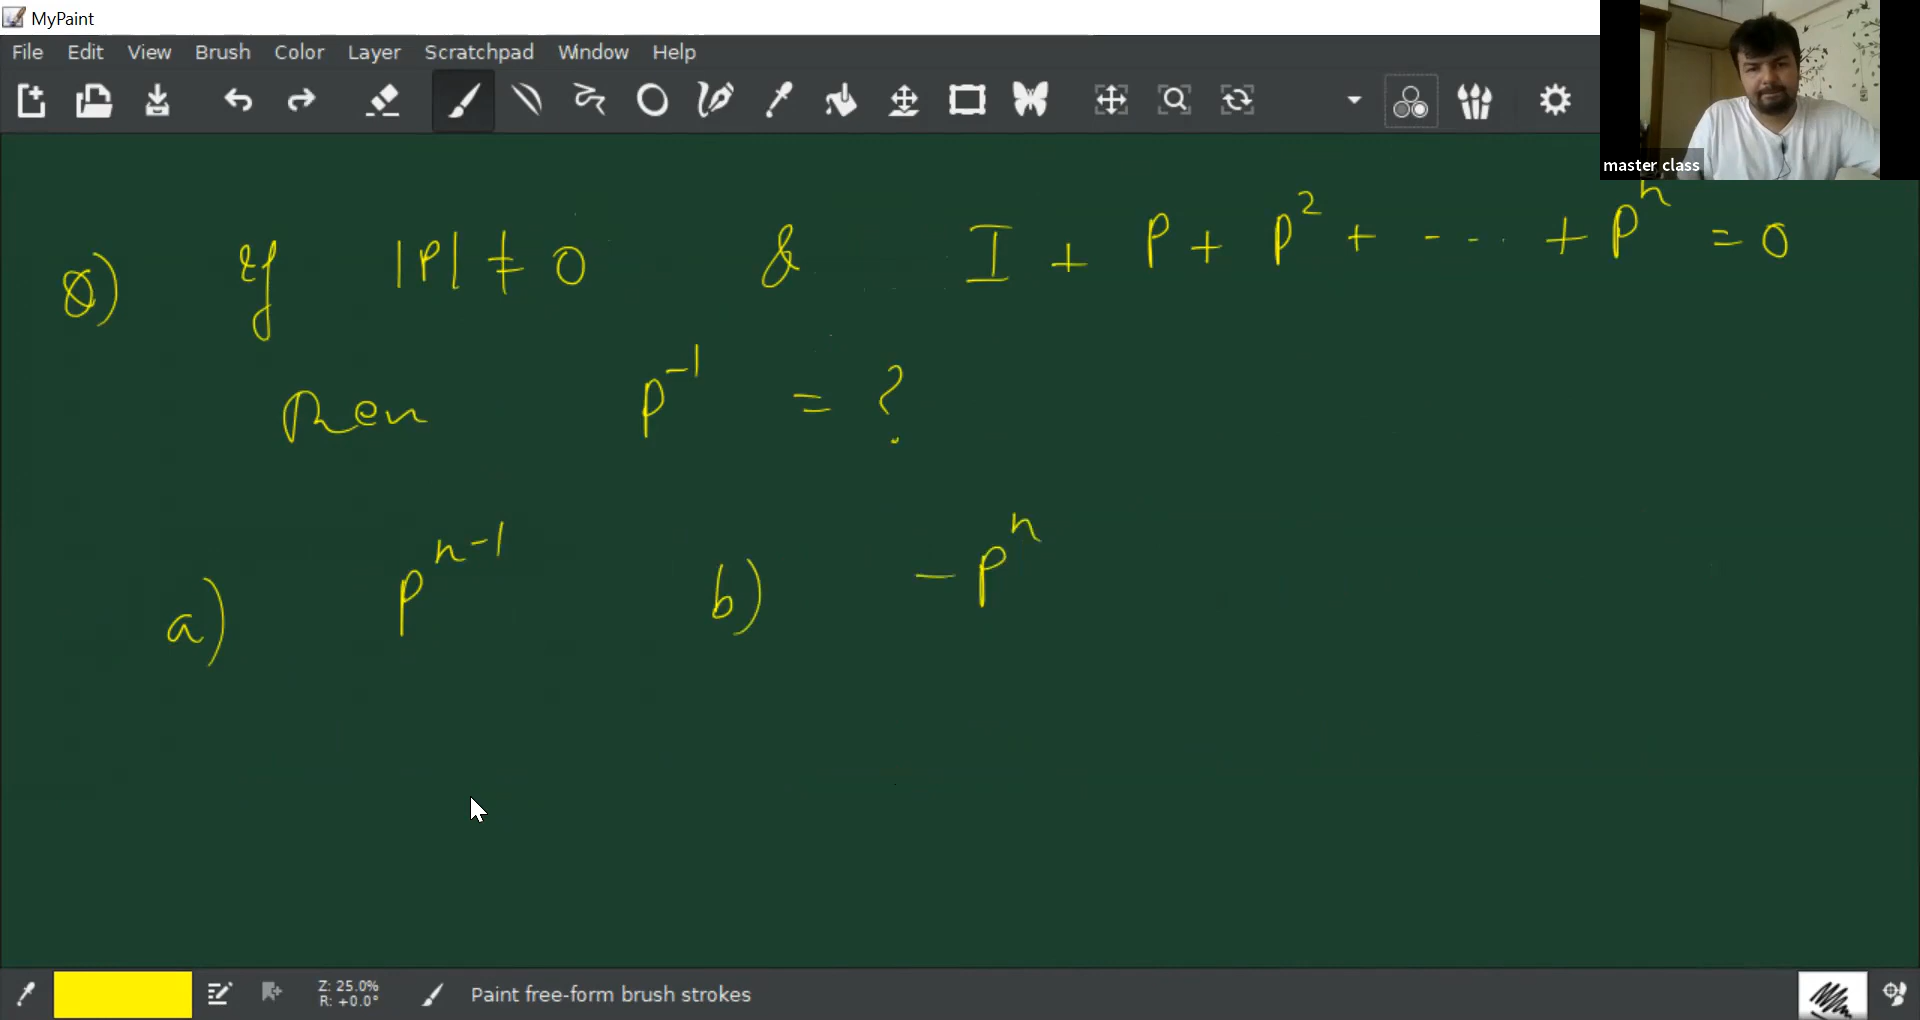 MyPaint
File Edit View Brush Color Layer Scratchpad Window Help
master class
Q) If |P| ≠ 0 & I + P + P² + - - - + Pⁿ = 0
Then P⁻¹ = ?
a) Pⁿ⁻¹ b) - Pⁿ
Z: 25.0%
R: +0.0°
Paint free-form brush strokes